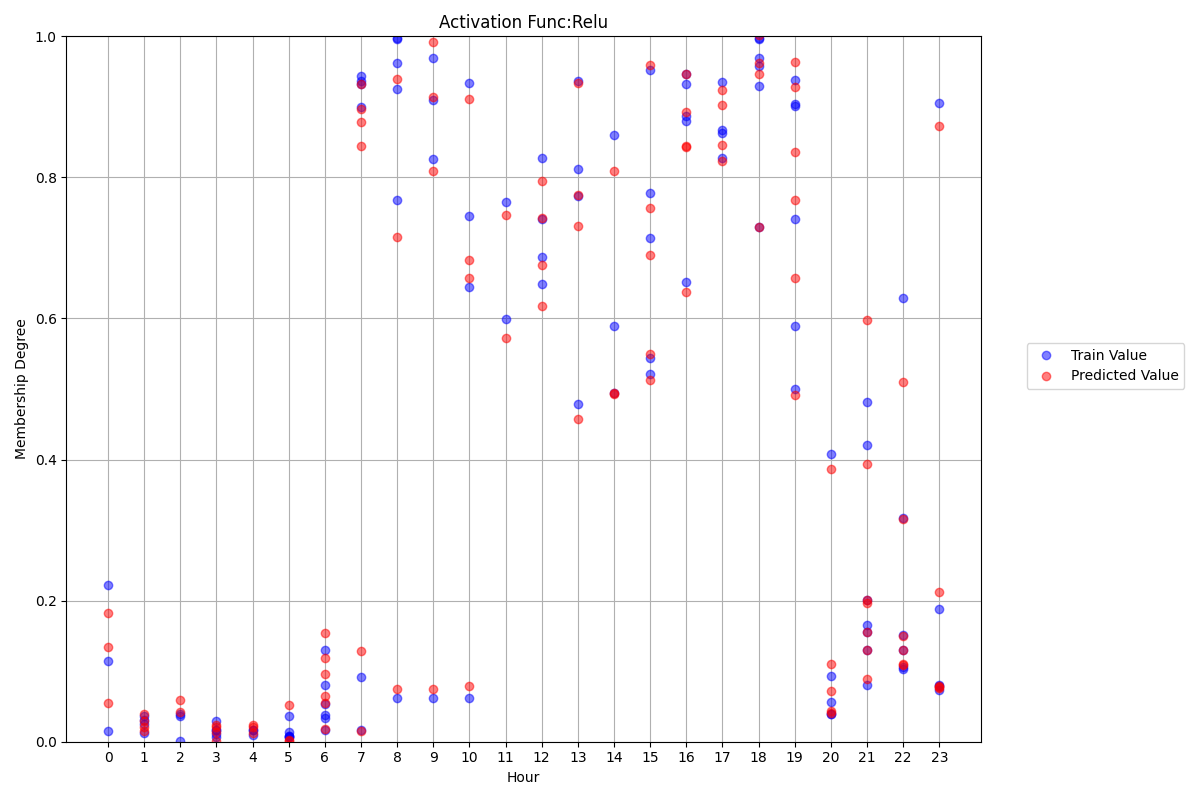 Activation Func:Relu
1.0
0.8
0.6
0.4
0.2
0.0
Membership Degree
0 1 2 3 4 5 6 7 8 9 10 11 12 13 14 15 16 17 18 19 20 21 22 23
Hour
Train Value
Predicted Value